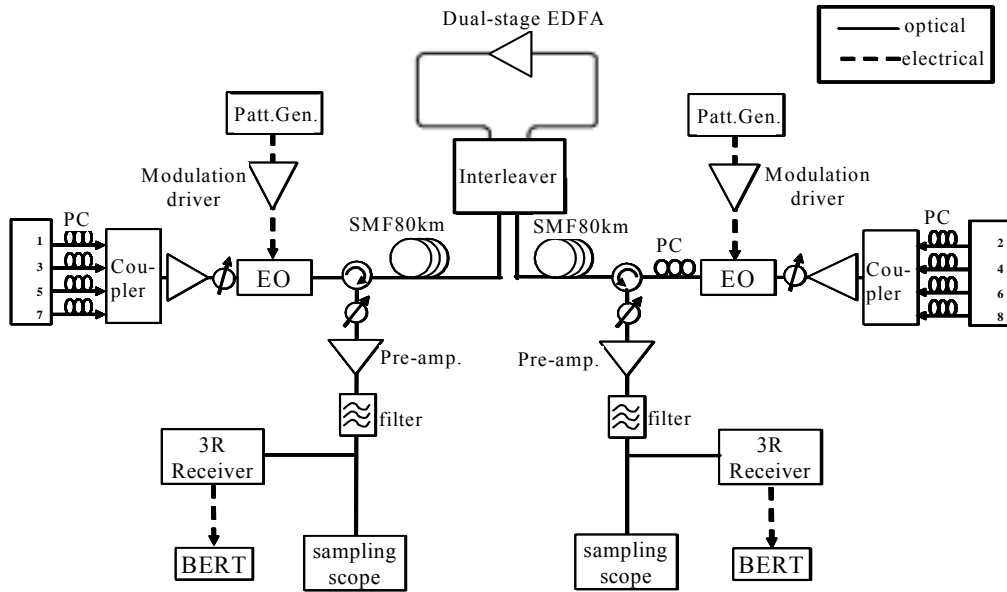 Dual-stage EDFA
optical
electrical
Patt.Gen.
Patt.Gen.
Interleaver
Modulation
driver
Modulation
driver
SMF80km
SMF80km
PC
PC
PC
1
3
5
7
Cou-
pler
EO
EO
Cou-
pler
2
4
6
8
Pre-amp.
Pre-amp.
filter
filter
3R
Receiver
3R
Receiver
BERT
sampling
scope
sampling
scope
BERT